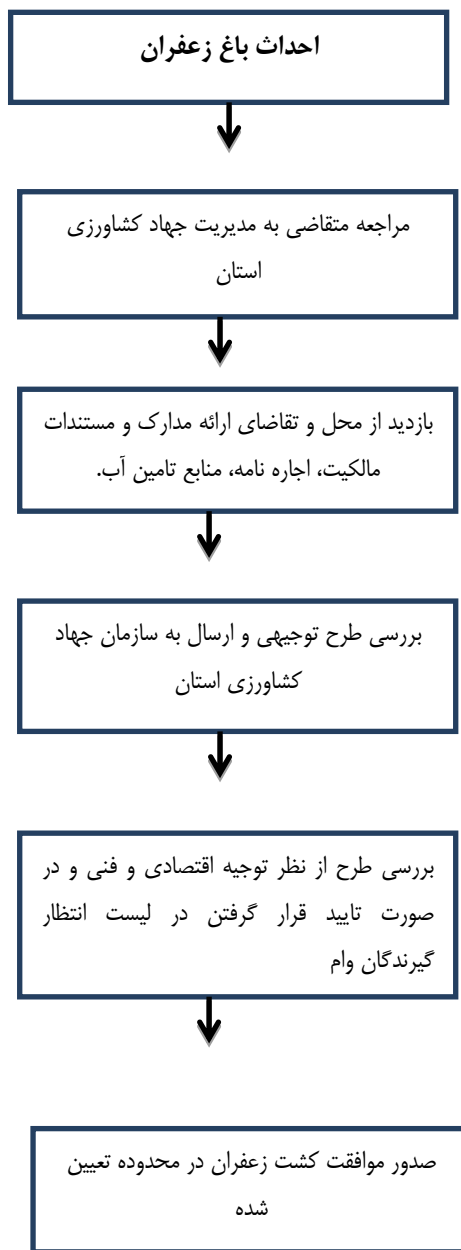 احداث باغ زعفران
مراجعه متقاضی به مدیریت جهاد کشاورزی
استان
بازدید از محل و تقاضای ارائه مدارک و مستندات
مالکیت، اجاره نامه، منابع تامین آب.
بررسی طرح توجیهی و ارسال به سازمان جهاد
کشاورزی استان
بررسی طرح از نظر توجیه اقتصادی و فنی و در
صورت تایید قرار گرفتن در لیست انتظار
گیرندگان وام
صدور موافقت کشت زعفران در محدوده تعیین
شده